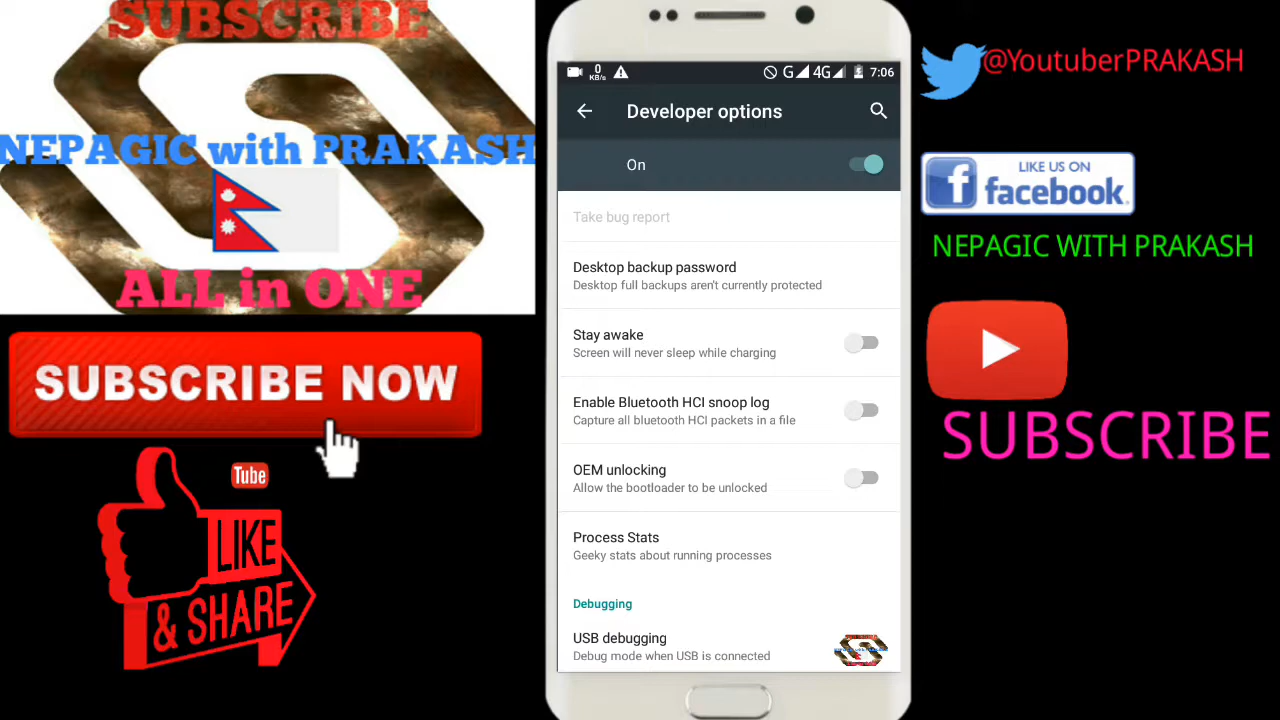 SUBSCRIBE
NEPAGIC with PRAKASH
ALL in ONE
SUBSCRIBE NOW
Tube
LIKE
& SHARE
0
KB/s
G
4G
7:06
Developer options
On
Take bug report
Desktop backup password
Desktop full backups aren't currently protected
Stay awake
Screen will never sleep while charging
Enable Bluetooth HCI snoop log
Capture all bluetooth HCI packets in a file
OEM unlocking
Allow the bootloader to be unlocked
Process Stats
Geeky stats about running processes
Debugging
USB debugging
Debug mode when USB is connected
@YoutuberPRAKASH
LIKE US ON
facebook
NEPAGIC WITH PRAKASH
SUBSCRIBE